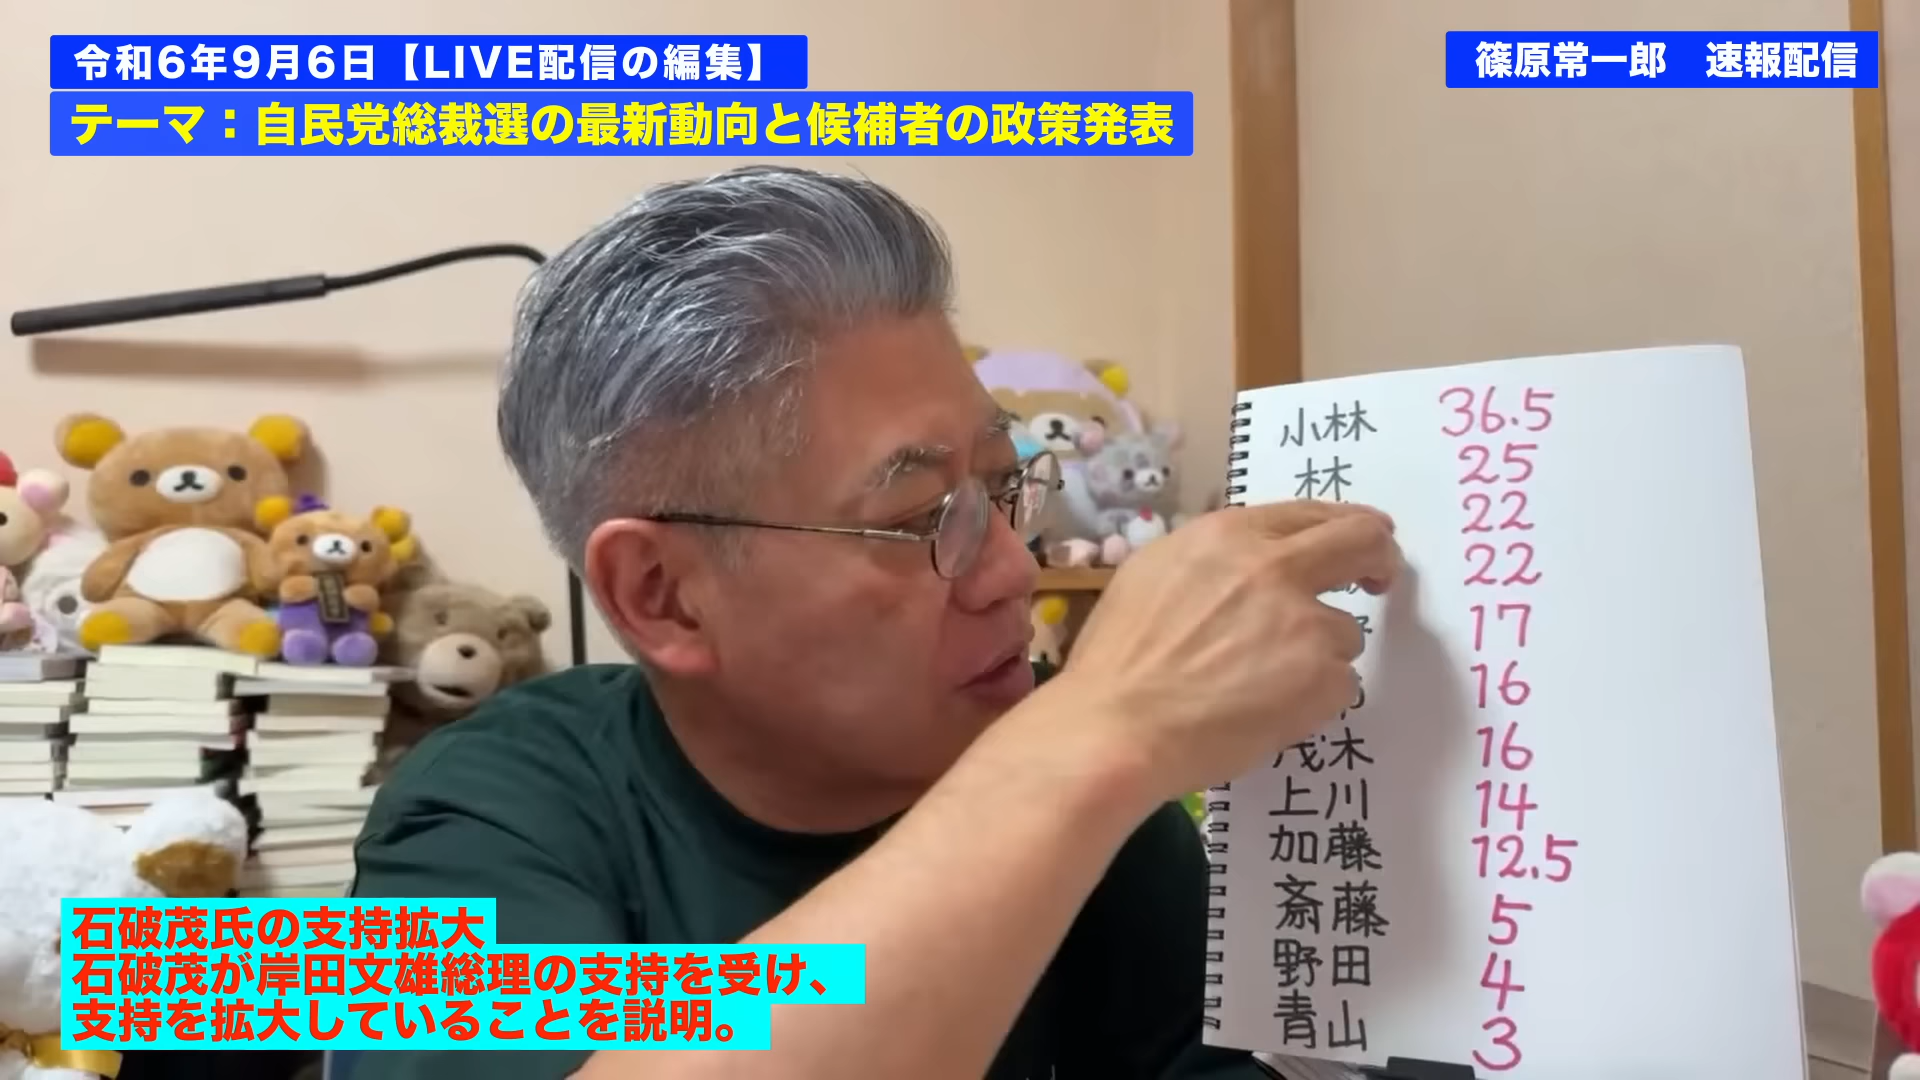 令和6年9月6日【LIVE配信の編集】
篠原常一郎 速報配信
テーマ：自民党総裁選の最新動向と候補者の政策発表
小林 36.5
林 25
22
22
17
16
茂木 16
上川 14
加藤 12.5
斎藤 5
野田 4
青山 3
石破茂氏の支持拡大
石破茂が岸田文雄総理の支持を受け、
支持を拡大していることを説明。